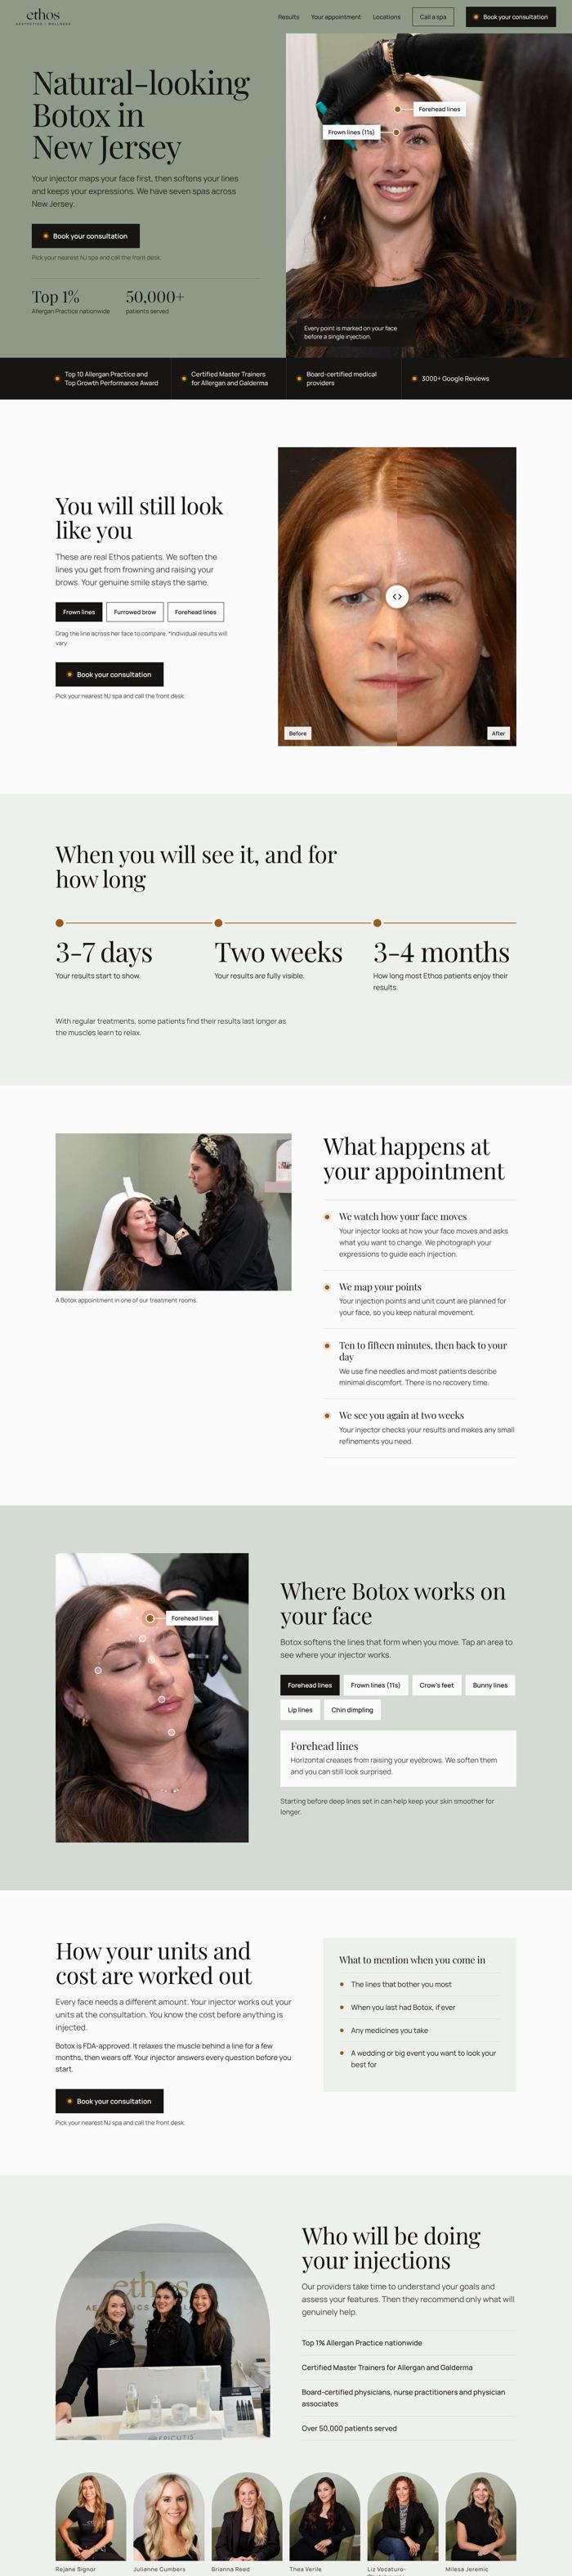 ethos
AESTHETICS + WELLNESS
Results
Your appointment
Locations
Call a spa
Book your consultation
Natural-looking
Botox in
New Jersey
Your injector maps your face first, then softens your lines
and keeps your expressions. We have seven spas across
New Jersey.
Book your consultation
Pick your nearest NJ spa and call the front desk.
Top 1%
Allergan Practice nationwide
50,000+
patients served
Forehead lines
Frown lines (11s)
Every point is marked on your face
before a single injection.
Top 10 Allergan Practice and
Top Growth Performance Award
Certified Master Trainers
for Allergan and Galderma
Board-certified medical
providers
3000+ Google Reviews
You will still look
like you
These are real Ethos patients. We soften the
lines you get from frowning and raising your
brows. Your genuine smile stays the same.
Frown lines
Furrowed brow
Forehead lines
Drag the line across her face to compare. *Individual results will
vary
Book your consultation
Pick your nearest NJ spa and call the front desk.
Before
After
When you will see it, and for
how long
3-7 days
Your results start to show.
Two weeks
Your results are fully visible.
3-4 months
How long most Ethos patients enjoy their
results.
With regular treatments, some patients find their results last longer as
the muscles learn to relax.
A Botox appointment in one of our treatment rooms.
What happens at
your appointment
We watch how your face moves
Your injector looks at how your face moves and asks
what you want to change. We photograph your
expressions to guide each injection.
We map your points
Your injection points and unit count are planned for
your face, so you keep natural movement.
Ten to fifteen minutes, then back to your
day
We use fine needles and most patients describe
minimal discomfort. There is no recovery time.
We see you again at two weeks
Your injector checks your results and makes any small
refinements you need.
Forehead lines
Where Botox works on
your face
Botox softens the lines that form when you move. Tap an area to
see where your injector works.
Forehead lines
Frown lines (11s)
Crow's feet
Bunny lines
Lip lines
Chin dimpling
Forehead lines
Horizontal creases from raising your eyebrows. We soften them
and you can still look surprised.
Starting before deep lines set in can help keep your skin smoother for
longer.
How your units and
cost are worked out
Every face needs a different amount. Your injector works out your
units at the consultation. You know the cost before anything is
injected.
Botox is FDA-approved. It relaxes the muscle behind a line for a few
months, then wears off. Your injector answers every question before you
start.
Book your consultation
Pick your nearest NJ spa and call the front desk.
What to mention when you come in
The lines that bother you most
When you last had Botox, if ever
Any medicines you take
A wedding or big event you want to look your
best for
ethos
EPICUTIS
Who will be doing
your injections
Our providers take time to understand your goals and
assess your features. Then they recommend only what will
genuinely help.
Top 1% Allergan Practice nationwide
Certified Master Trainers for Allergan and Galderma
Board-certified physicians, nurse practitioners and physician
associates
Over 50,000 patients served
Rejane Signor
Julianne Cumbers
Brianna Reed
Thea Verile
Liz Vocaturo-
Milesa Jeremic